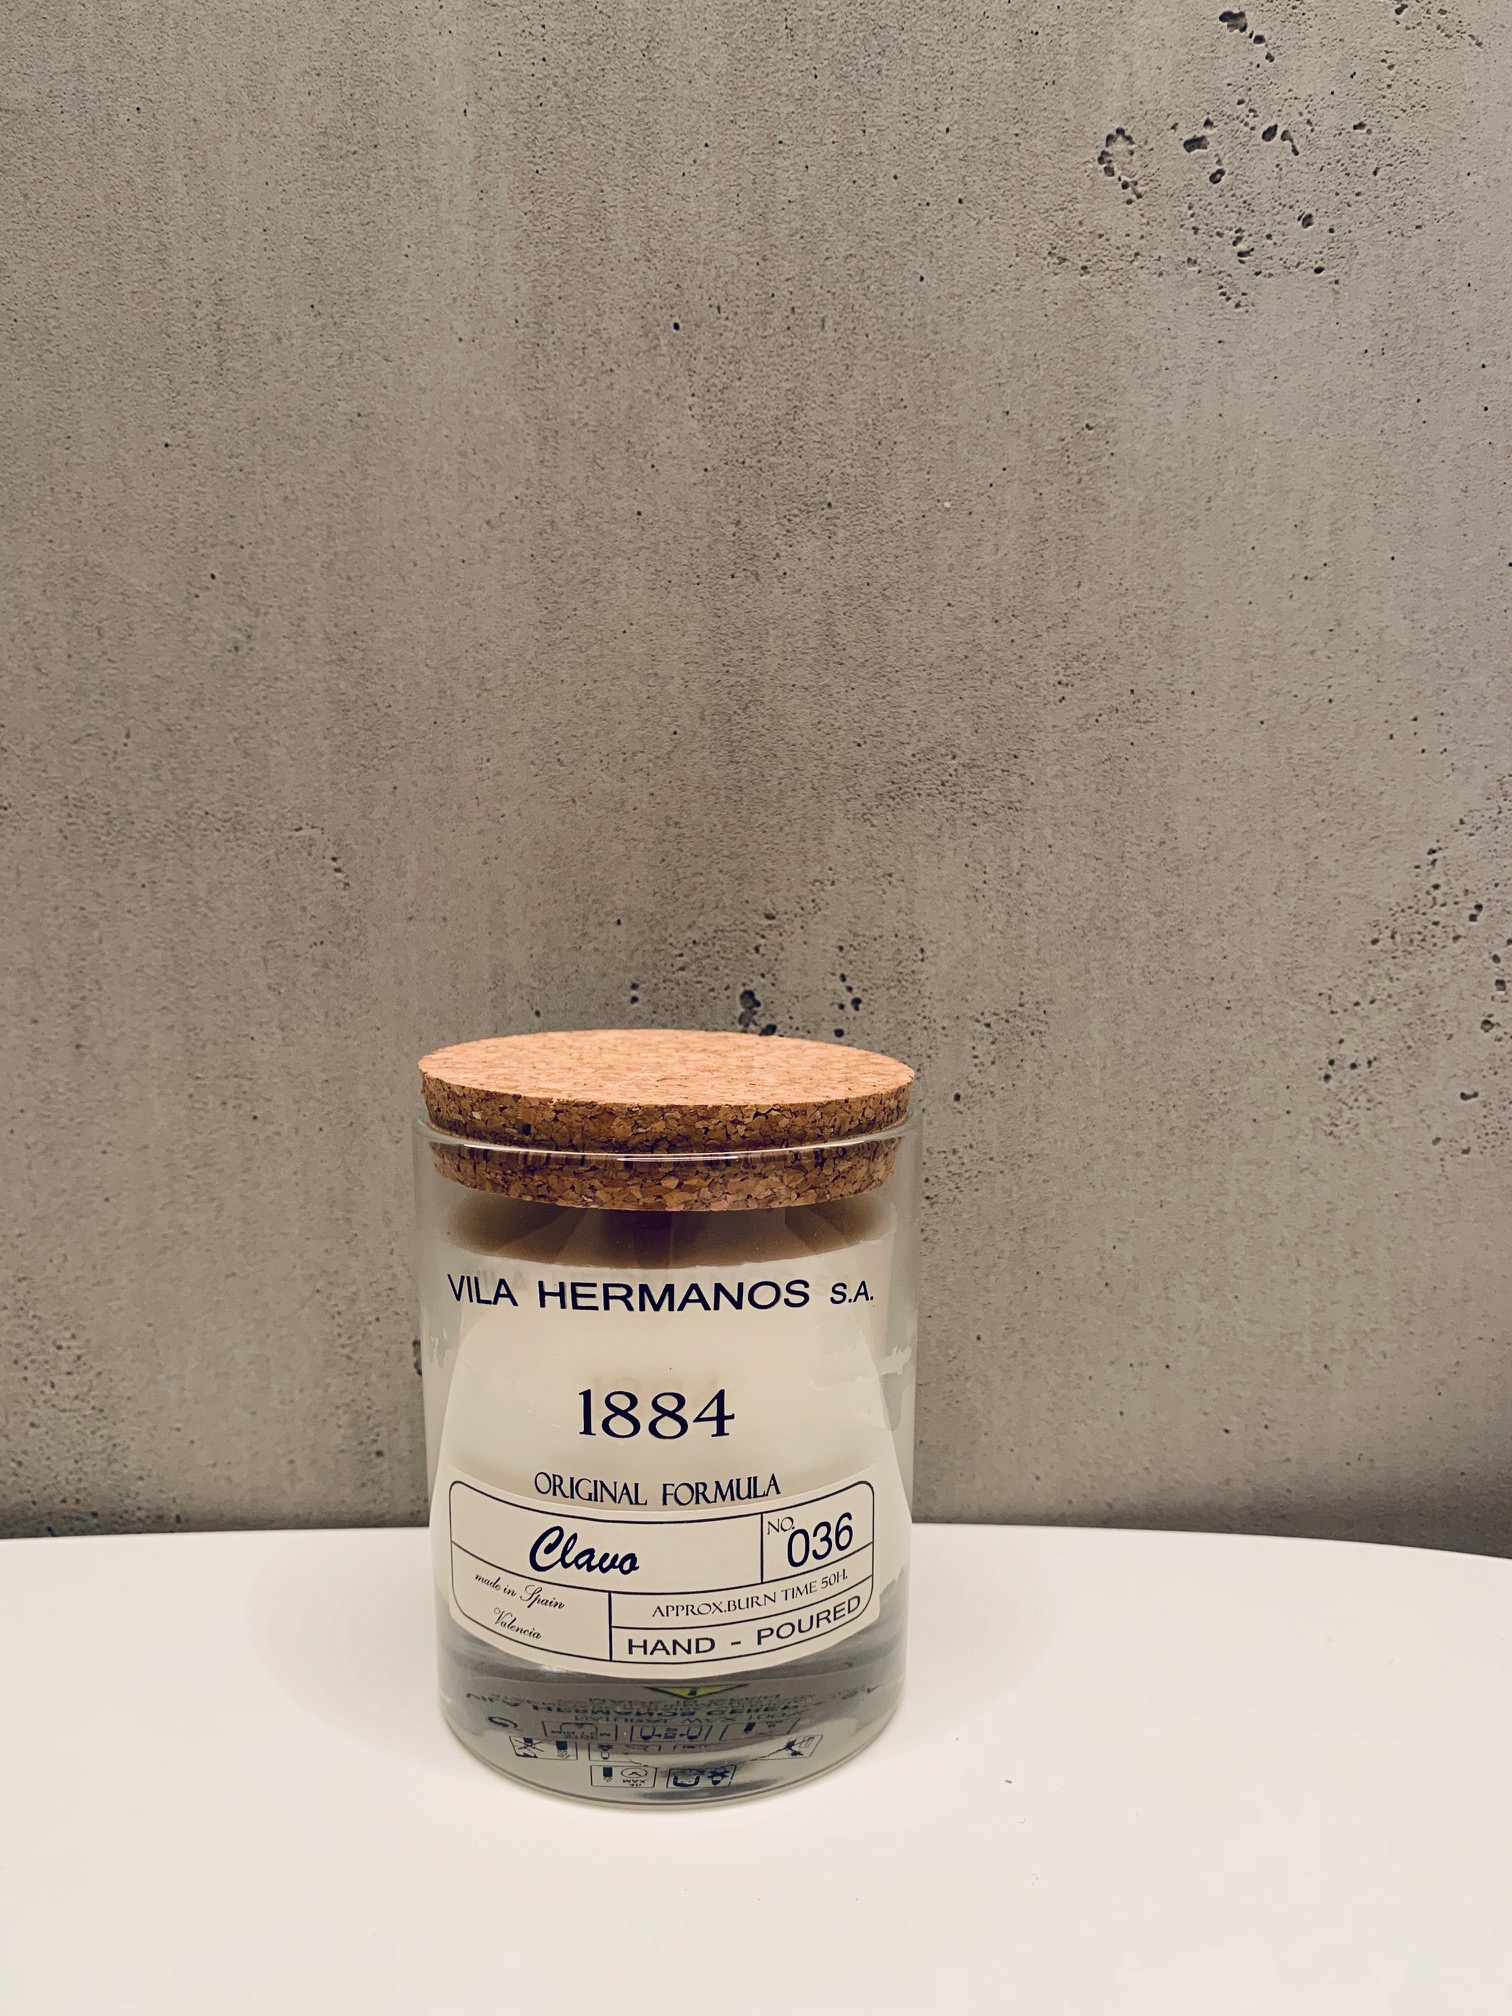 VILA HERMANOS S.A.
1884
ORIGINAL FORMULA
Clavo
NO.
036
made in Spain
Valencia
APPROX.BURN TIME 50H.
HAND - POURED